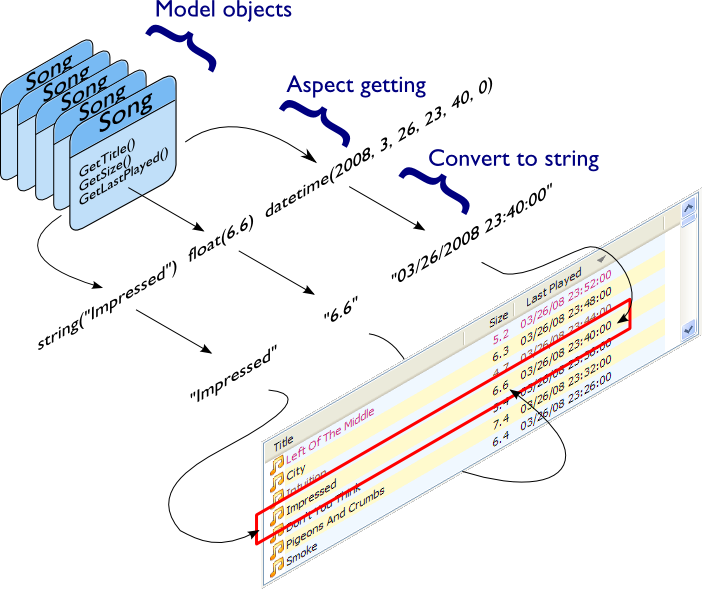 Model objects
Song
Song
Song
Song
GetTitle()
GetSize()
GetLastPlayed()
Aspect getting
string("Impressed")
float(6.6)
datetime(2008, 3, 26, 23, 40, 0)
Convert to string
"Impressed"
"6.6"
"03/26/2008 23:40:00"
Title Size Last Played
Left Of The Middle 5.2 03/26/08 23:52:00
City 6.3 03/26/08 23:48:00
Intuition 4.7 03/26/08 23:44:00
Impressed 6.6 03/26/08 23:40:00
Don't You Think 5.4 03/26/08 23:36:00
Pigeons And Crumbs 7.4 03/26/08 23:32:00
Smoke 6.4 03/26/08 23:26:00